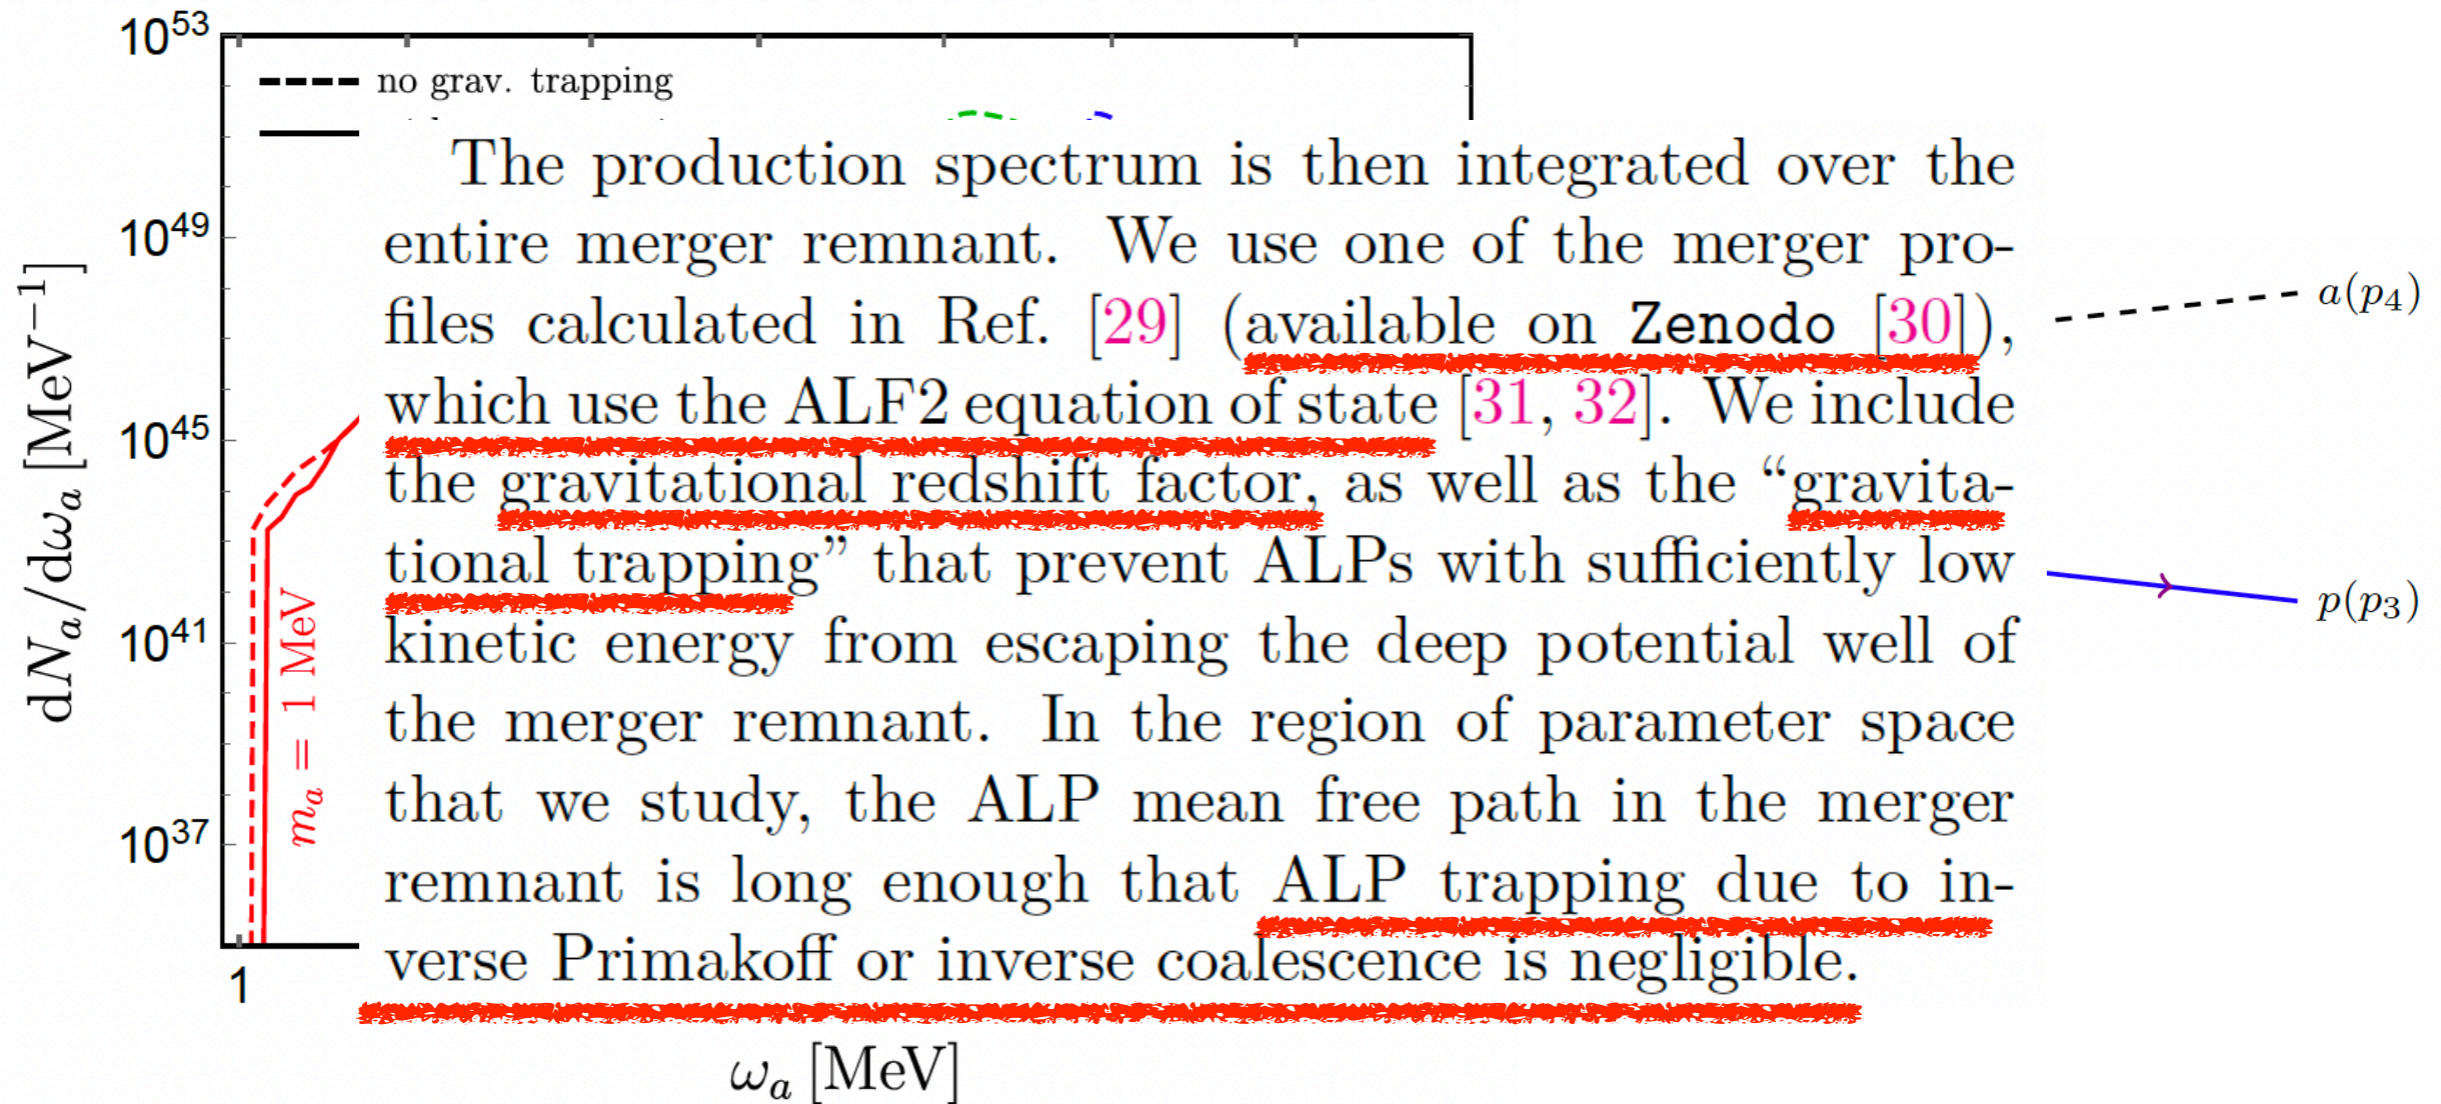 10^53
no grav. trapping
The production spectrum is then integrated over the
entire merger remnant. We use one of the merger pro-
files calculated in Ref. [29] (available on Zenodo [30]),
which use the ALF2 equation of state [31, 32]. We include
the gravitational redshift factor, as well as the “gravita-
tional trapping” that prevent ALPs with sufficiently low
kinetic energy from escaping the deep potential well of
the merger remnant. In the region of parameter space
that we study, the ALP mean free path in the merger
remnant is long enough that ALP trapping due to in-
verse Primakoff or inverse coalescence is negligible.
10^49
10^45
10^41
10^37
dN_a/dω_a [MeV^−1]
m_a = 1 MeV
1
ω_a [MeV]
a(p_4)
p(p_3)